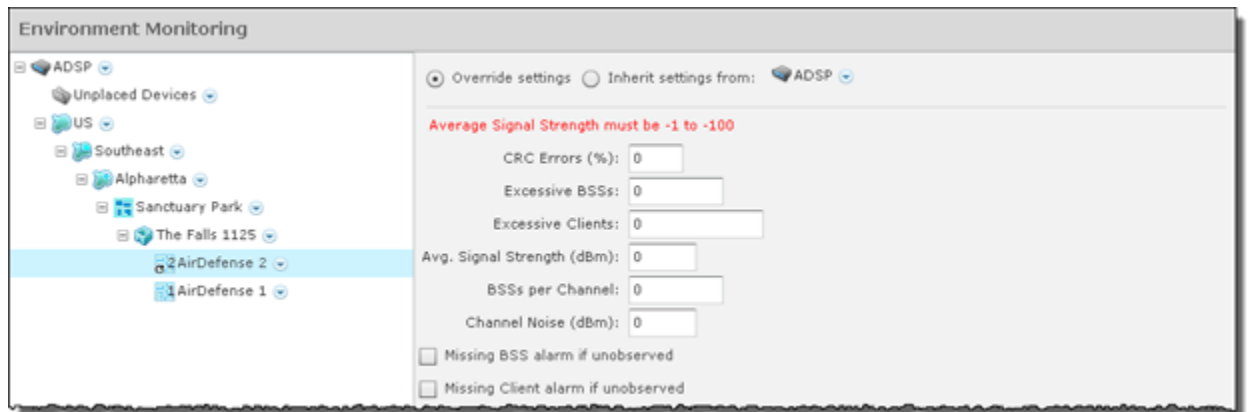 Environment Monitoring
ADSP
Unplaced Devices
US
Southeast
Alpharetta
Sanctuary Park
The Falls 1125
2 AirDefense 2
1 AirDefense 1
Override settings Inherit settings from: ADSP
Average Signal Strength must be -1 to -100
CRC Errors (%): 0
Excessive BSSs: 0
Excessive Clients: 0
Avg. Signal Strength (dBm): 0
BSSs per Channel: 0
Channel Noise (dBm): 0
Missing BSS alarm if unobserved
Missing Client alarm if unobserved